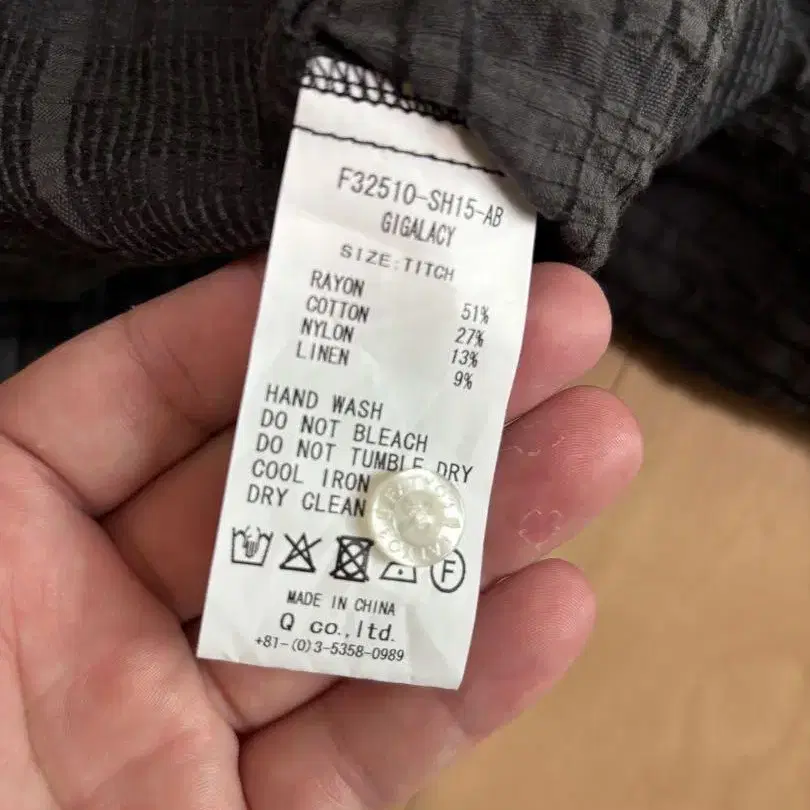 F32510-SH15-AB
GIGALACY
SIZE:TITCH
RAYON 51%
COTTON 27%
NYLON 13%
LINEN 9%
HAND WASH
DO NOT BLEACH
DO NOT TUMBLE DRY
COOL IRON
DRY CLEAN
F
MADE IN CHINA
Q co.,ltd.
+81-(0)3-5358-0989